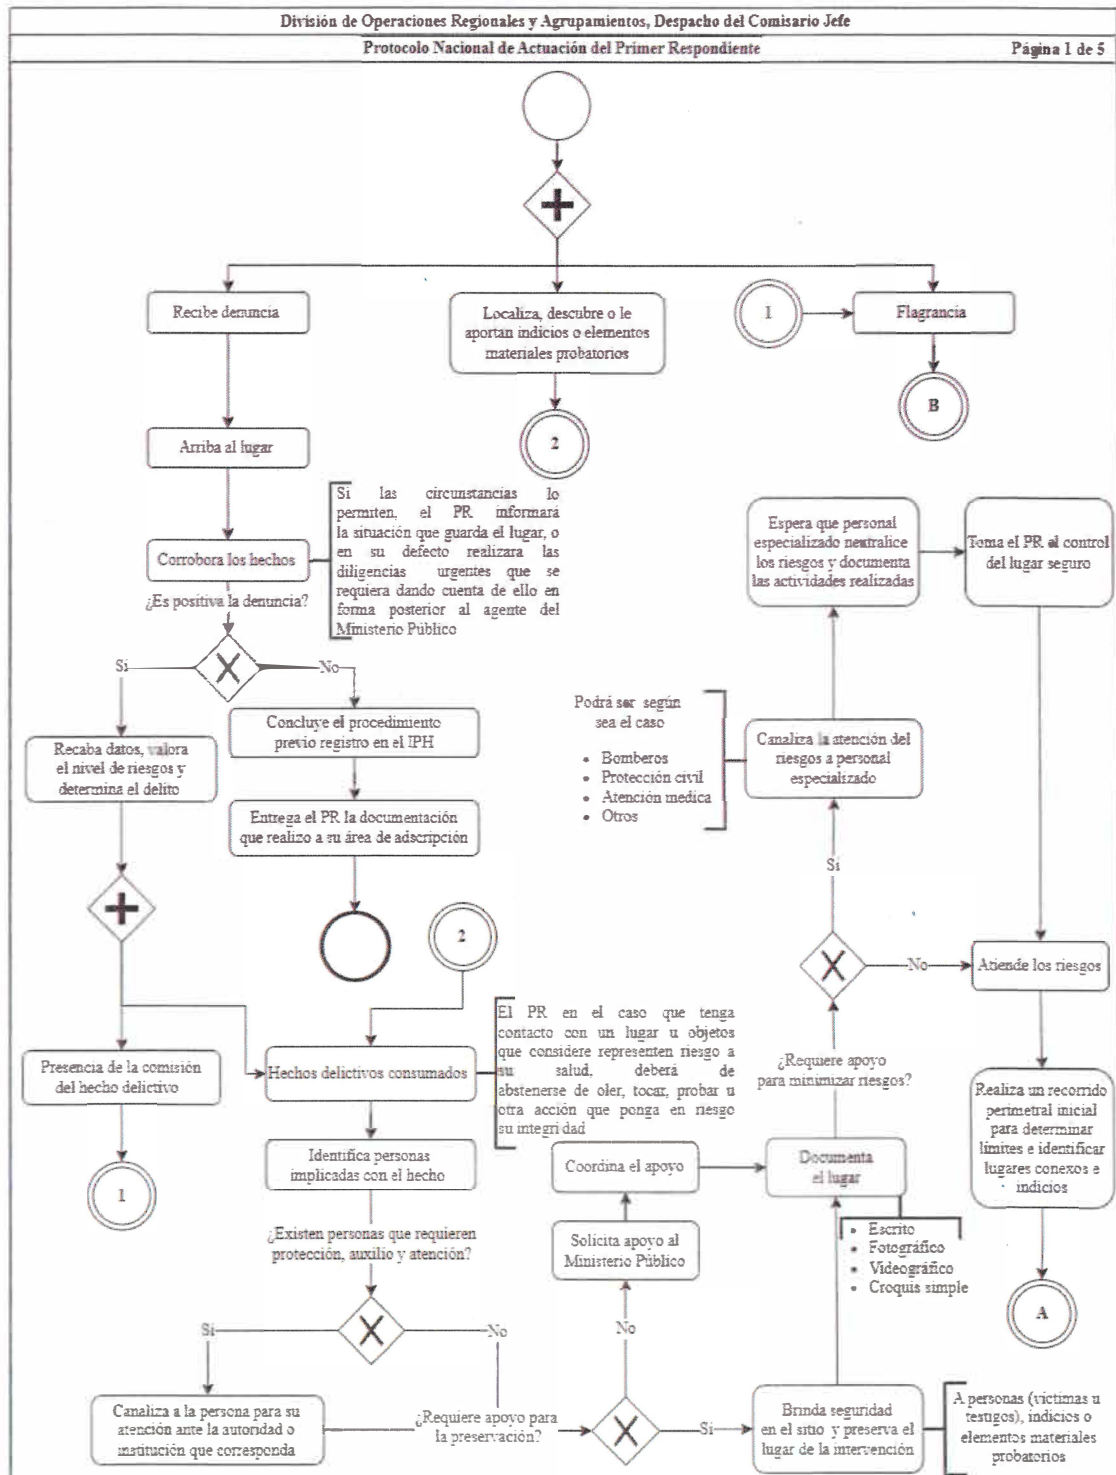 División de Operaciones Regionales y Agrupamientos, Despacho del Comisario Jefe
Protocolo Nacional de Actuación del Primer Respondiente
Página 1 de 5
Recibe denuncia
Localiza, descubre o le
aportan indicios o elementos
materiales probatorios
1
Flagrancia
B
2
Arriba al lugar
Corrobora los hechos
Si las circunstancias lo
permiten, el PR informará
la situación que guarda el lugar, o
en su defecto realizara las
diligencias urgentes que se
requiera dando cuenta de ello en
forma posterior al agente del
Ministerio Público
¿Es positiva la denuncia?
Si
No
Recaba datos, valora
el nivel de riesgos y
determina el delito
Concluye el procedimiento
previo registro en el IPH
Entrega el PR la documentación
que realizo a su área de adscripción
Espera que personal
especializado neutralice
los riesgos y documenta
las actividades realizadas
Toma el PR el control
del lugar seguro
Podrá ser según
sea el caso
• Bomberos
• Protección civil
• Atención medica
• Otros
Canaliza la atención del
riesgos a personal
especializado
Si
No
Atiende los riesgos
2
Presencia de la comisión
del hecho delictivo
1
Hechos delictivos consumados
El PR en el caso que tenga
contacto con un lugar u objetos
que considere representen riesgo a
su salud, deberá de
abstenerse de oler, tocar, probar u
otra acción que ponga en riesgo
su integridad
¿Requiere apoyo
para minimizar riesgos?
Realiza un recorrido
perimetral inicial
para determinar
límites e identificar
lugares conexos e
indicios
A
Identifica personas
implicadas con el hecho
¿Existen personas que requieren
protección, auxilio y atención?
Si
No
Coordina el apoyo
Solicita apoyo al
Ministerio Público
No
Documenta
el lugar
• Escrito
• Fotográfico
• Videográfico
• Croquis simple
Canaliza a la persona para su
atención ante la autoridad o
institución que corresponda
¿Requiere apoyo para
la preservación?
Si
Brinda seguridad
en el sitio y preserva el
lugar de la intervención
A personas (víctimas u
testigos), indicios o
elementos materiales
probatorios